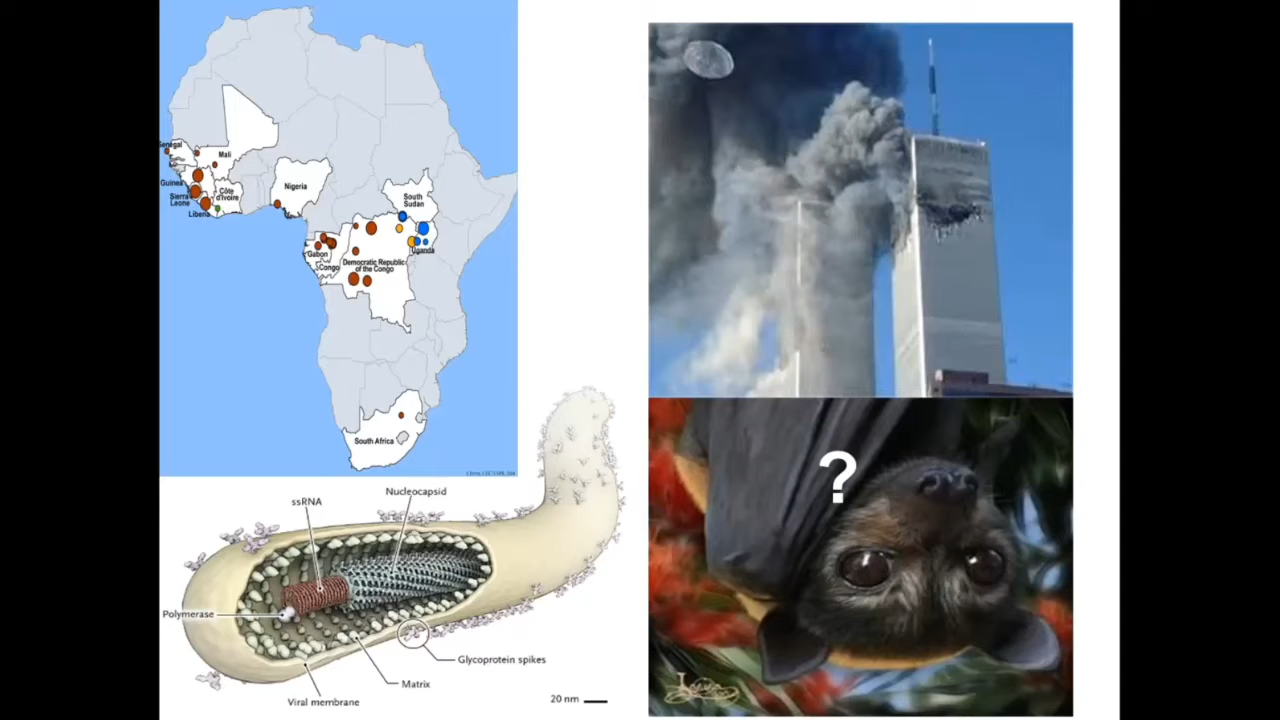 Senegal
Mali
Guinea
Sierra
Leone
Côte
d'Ivoire
Liberia
Nigeria
South
Sudan
Uganda
Gabon
Congo
Democratic Republic
of the Congo
South Africa
ssRNA
Nucleocapsid
Polymerase
Glycoprotein spikes
Matrix
Viral membrane
20 nm
?